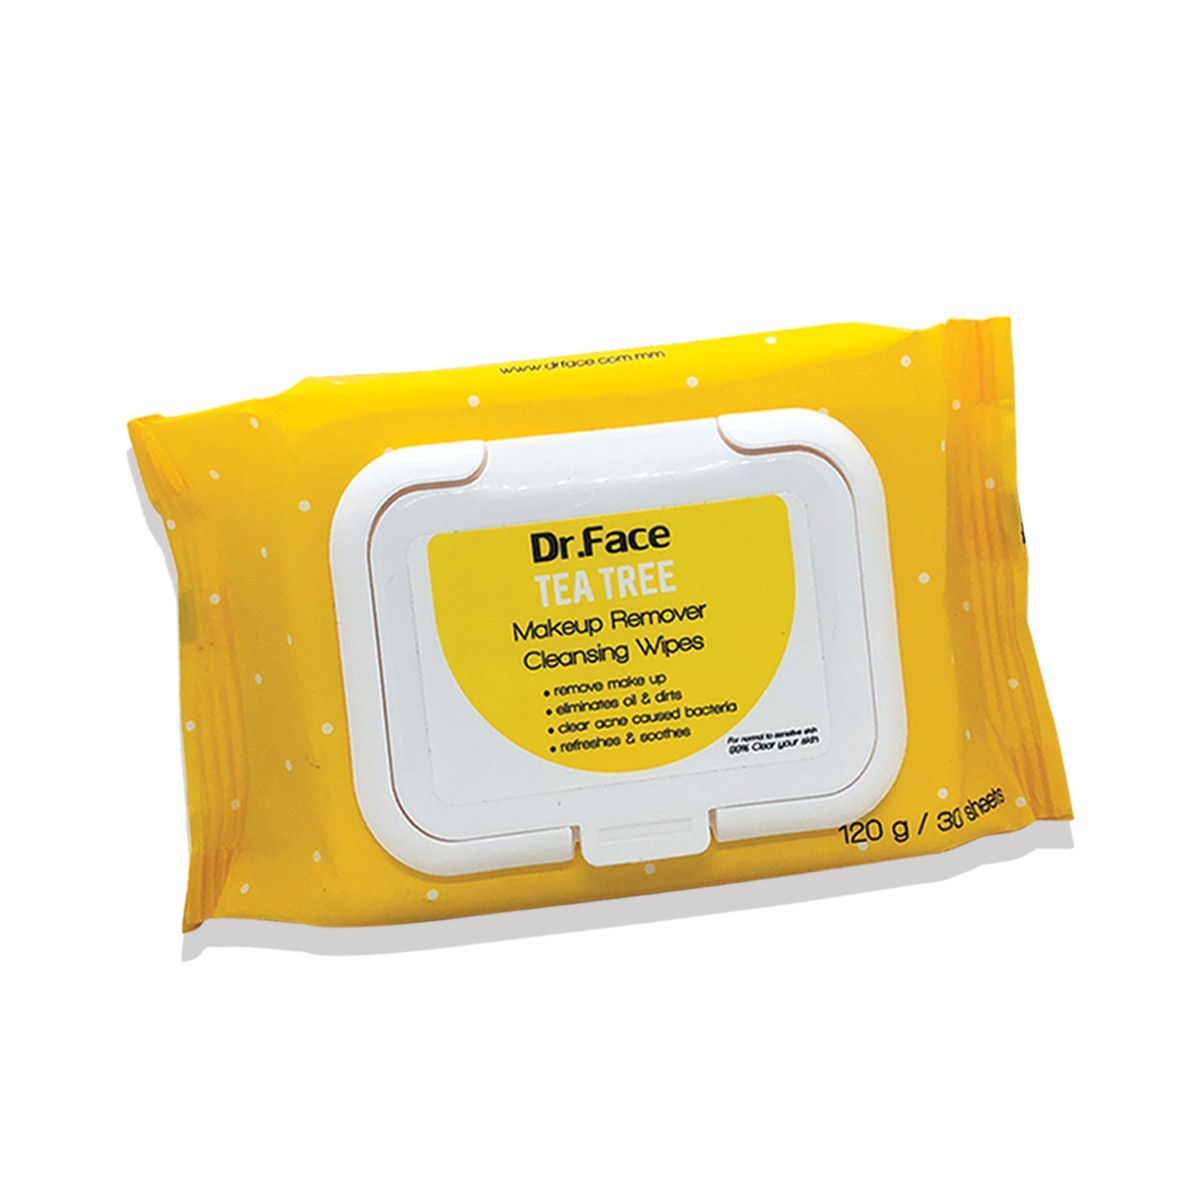 www.drface.com.mm
Dr.Face
TEA TREE
Makeup Remover
Cleansing Wipes
• remove make up
• eliminates oil & dirts
• clear acne caused bacteria
• refreshes & soothes
For normal to sensitive skin
99% Clear your skin
120 g / 30 sheets